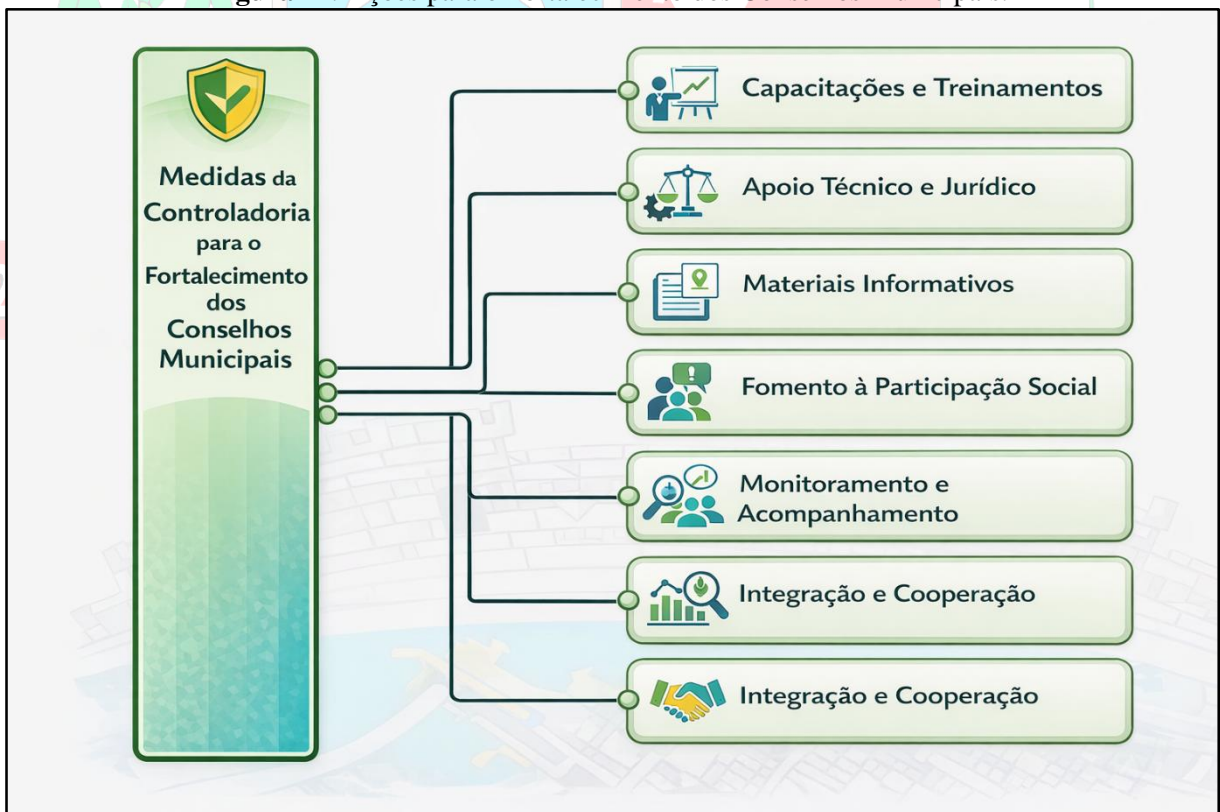 Medidas da
Controladoria
para o
Fortalecimento
dos
Conselhos
Municipais
Capacitações e Treinamentos
Apoio Técnico e Jurídico
Materiais Informativos
Fomento à Participação Social
Monitoramento e
Acompanhamento
Integração e Cooperação
Integração e Cooperação